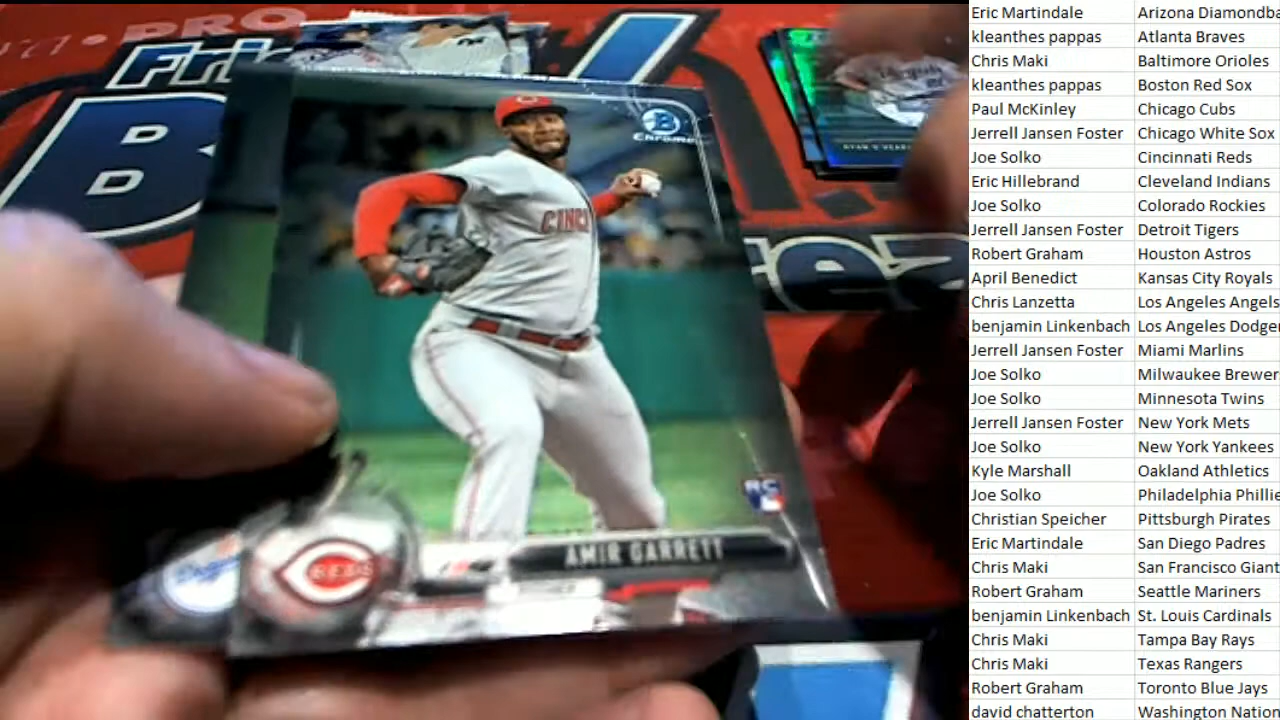 PRO
Fri
B
D
D
rea
B
Chrome
CINCI
RC
AMIR GARRETT
REDS
Eric Martindale Arizona Diamondba
kleanthes pappas Atlanta Braves
Chris Maki Baltimore Orioles
kleanthes pappas Boston Red Sox
Paul McKinley Chicago Cubs
Jerrell Jansen Foster Chicago White Sox
Joe Solko Cincinnati Reds
Eric Hillebrand Cleveland Indians
Joe Solko Colorado Rockies
Jerrell Jansen Foster Detroit Tigers
Robert Graham Houston Astros
April Benedict Kansas City Royals
Chris Lanzetta Los Angeles Angels
benjamin Linkenbach Los Angeles Dodge
Jerrell Jansen Foster Miami Marlins
Joe Solko Milwaukee Brewer
Joe Solko Minnesota Twins
Jerrell Jansen Foster New York Mets
Joe Solko New York Yankees
Kyle Marshall Oakland Athletics
Joe Solko Philadelphia Phillie
Christian Speicher Pittsburgh Pirates
Eric Martindale San Diego Padres
Chris Maki San Francisco Giant
Robert Graham Seattle Mariners
benjamin Linkenbach St. Louis Cardinals
Chris Maki Tampa Bay Rays
Chris Maki Texas Rangers
Robert Graham Toronto Blue Jays
david chatterton Washington Nation